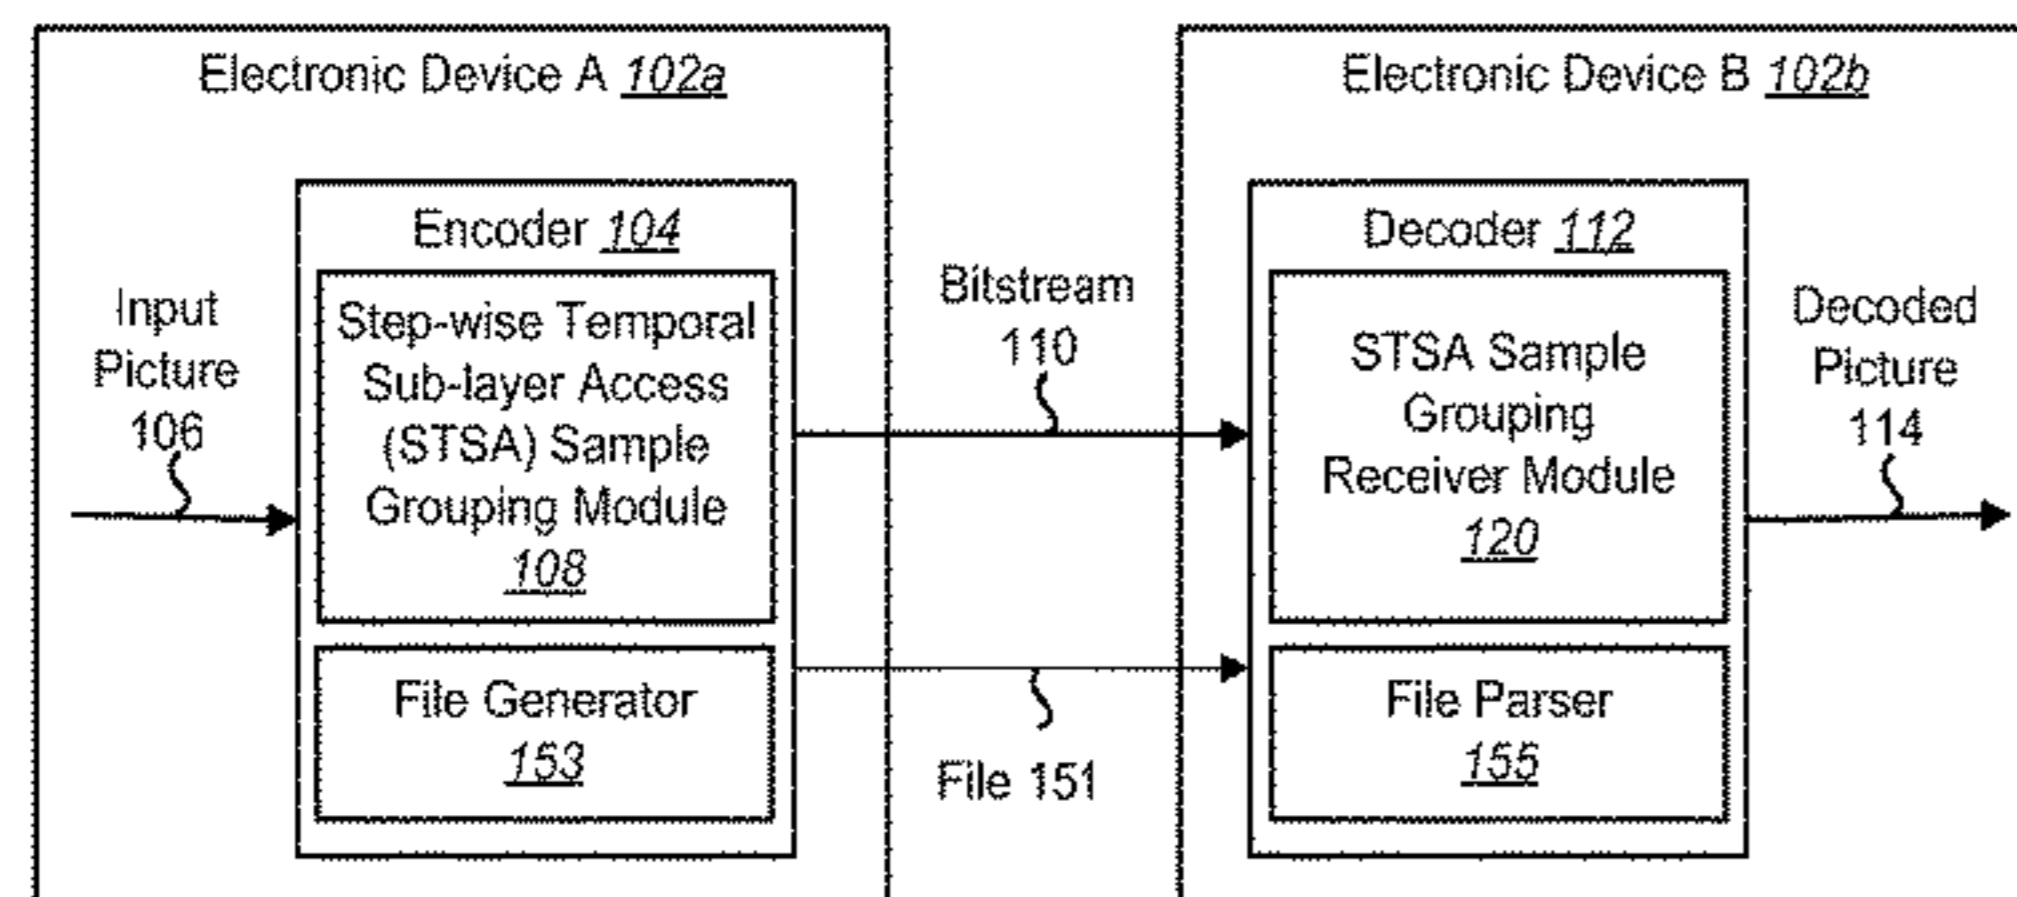 Electronic Device A 102a
Encoder 104
Input
Picture
106
Step-wise Temporal
Sub-layer Access
(STSA) Sample
Grouping Module
108
File Generator
153
Bitstream
110
File 151
Electronic Device B 102b
Decoder 112
STSA Sample
Grouping
Receiver Module
120
File Parser
155
Decoded
Picture
114